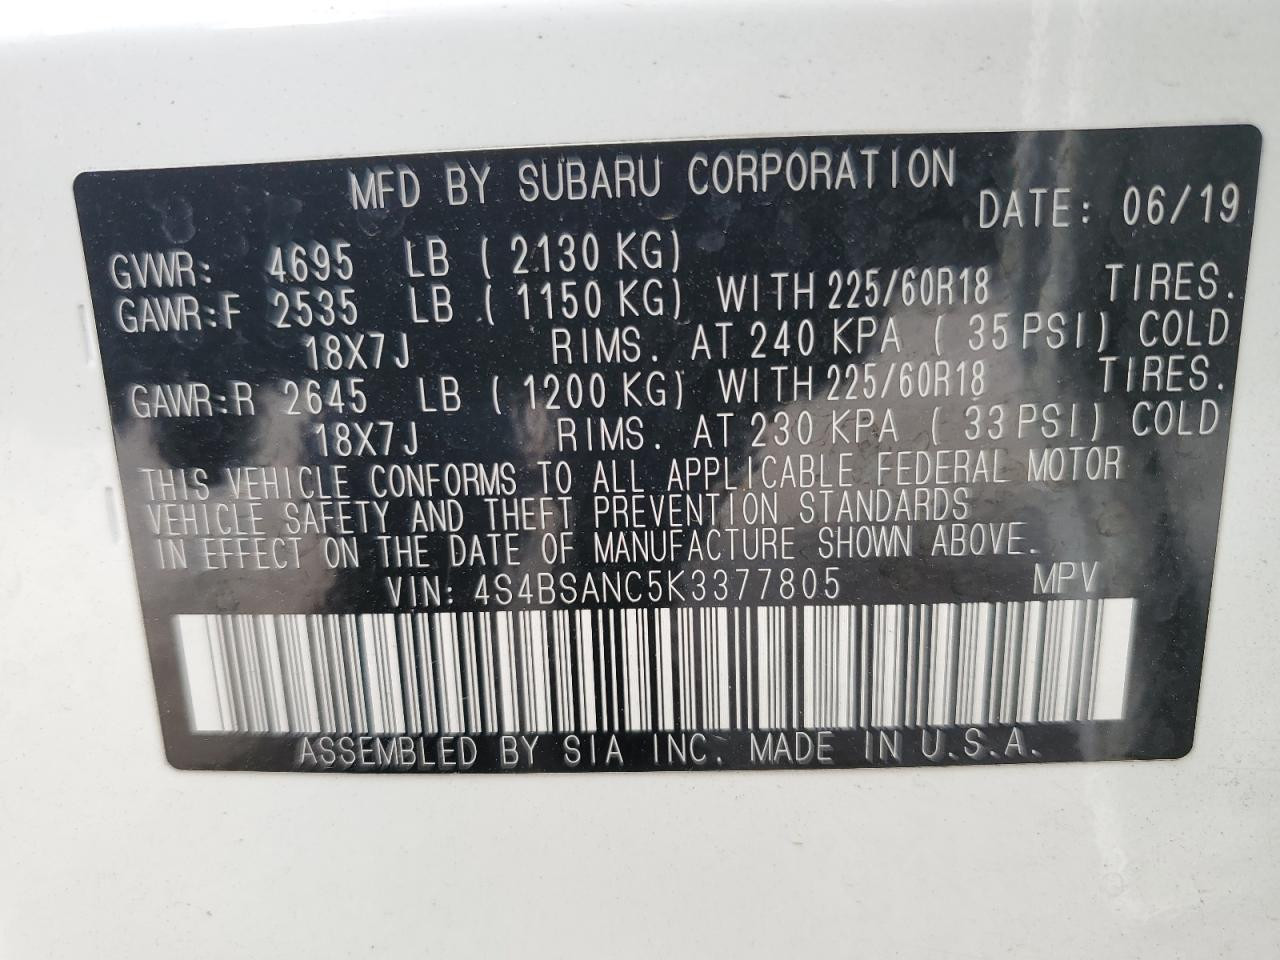 MFD BY SUBARU CORPORATION
DATE: 06/19
GVWR: 4695 LB ( 2130 KG)
GAWR:F 2535 LB ( 1150 KG) WITH 225/60R18 TIRES.
18X7J RIMS. AT 240 KPA ( 35 PSI) COLD
GAWR:R 2645 LB ( 1200 KG) WITH 225/60R18 TIRES.
18X7J RIMS. AT 230 KPA ( 33 PSI) COLD
THIS VEHICLE CONFORMS TO ALL APPLICABLE FEDERAL MOTOR
VEHICLE SAFETY AND THEFT PREVENTION STANDARDS
IN EFFECT ON THE DATE OF MANUFACTURE SHOWN ABOVE.
VIN: 4S4BSANC5K3377805 MPV
ASSEMBLED BY SIA INC. MADE IN U.S.A.